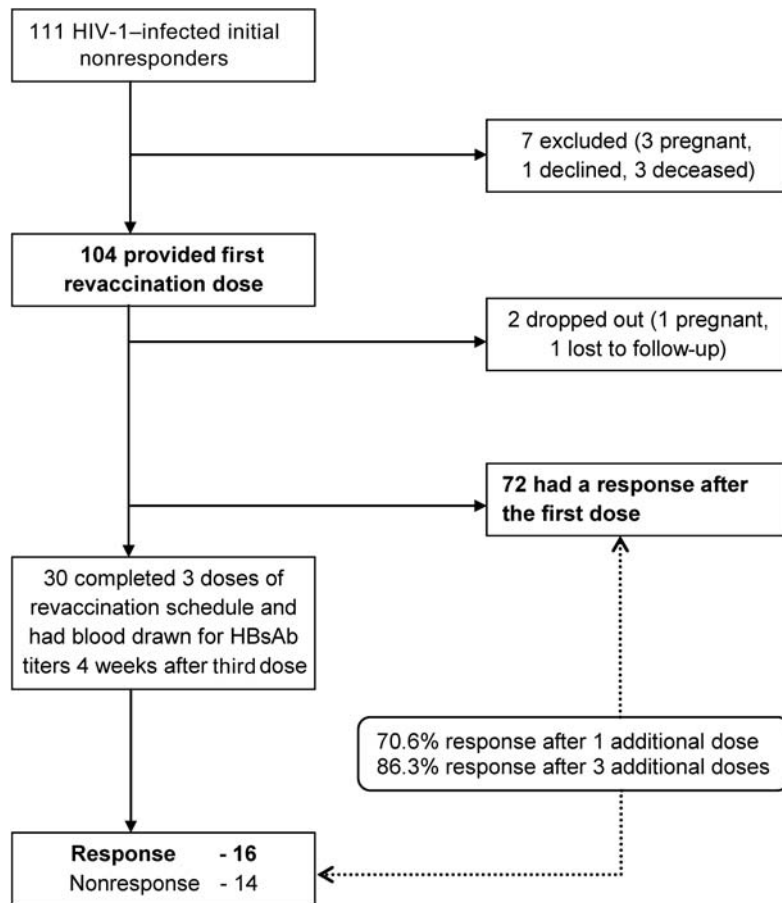 111 HIV-1–infected initial
nonresponders
7 excluded (3 pregnant,
1 declined, 3 deceased)
104 provided first
revaccination dose
2 dropped out (1 pregnant,
1 lost to follow-up)
72 had a response after
the first dose
30 completed 3 doses of
revaccination schedule and
had blood drawn for HBsAb
titers 4 weeks after third dose
70.6% response after 1 additional dose
86.3% response after 3 additional doses
Response - 16
Nonresponse - 14